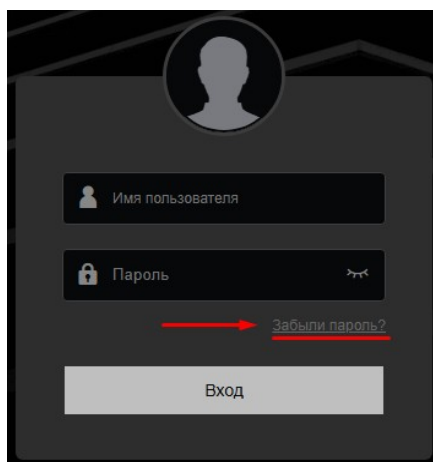 Имя пользователя
Пароль
Забыли пароль?
Вход